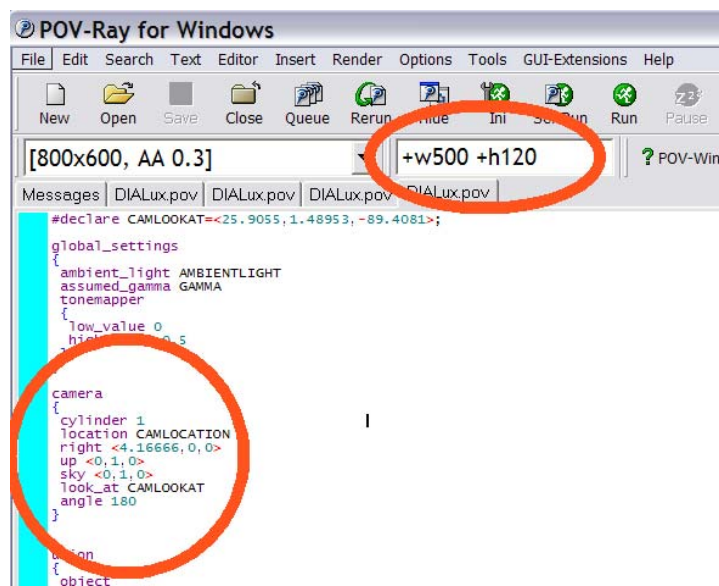 POV-Ray for Windows
File Edit Search Text Editor Insert Render Options Tools GUI-Extensions Help
New Open Save Close Queue Rerun Hide Ini Run Pause
[800x600, AA 0.3] +w500 +h120 ? POV-Win
Messages DIALux.pov DIALux.pov DIALux.pov DIALux.pov
#declare CAMLOOKAT=<25.9055,1.48953,-89.4081>;
global_settings
{
ambient_light AMBIENTLIGHT
assumed_gamma GAMMA
tonemapper
{
low_value 0
camera
{
cylinder 1
location CAMLOCATION
right <4.16666,0,0>
up <0,1,0>
sky <0,1,0>
look_at CAMLOOKAT
angle 180
}
{
object